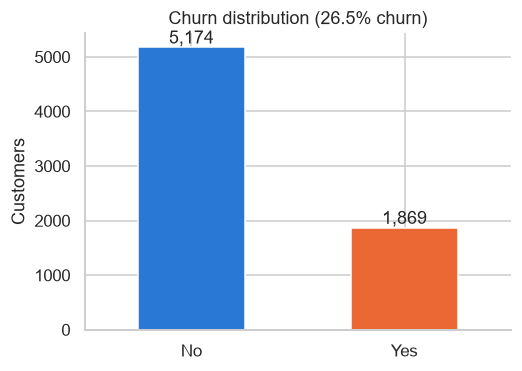 Churn distribution (26.5% churn)
5,174
5000
4000
3000
2000
1000
0
Customers
1,869
No
Yes